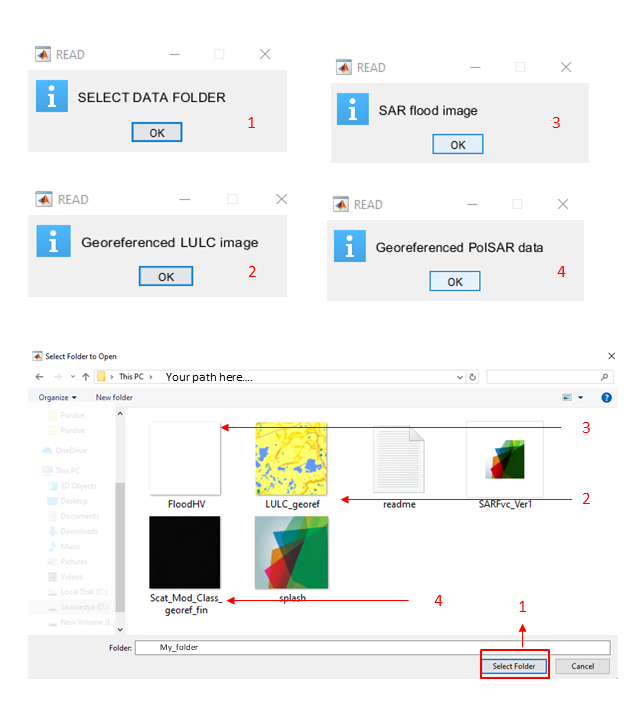 READ
SELECT DATA FOLDER
OK
1
READ
SAR flood image
OK
3
READ
Georeferenced LULC image
OK
2
READ
Georeferenced PolSAR data
OK
4
Select Folder to Open
This PC
Your path here....
Organize
New folder
Purdue
Purdue
OneDrive
This PC
3D Objects
Desktop
Documents
Downloads
Music
Pictures
Videos
Local Disk (C:)
Samvedya (D:)
New Volume (E:)
3
FloodHV
LULC_georef
readme
SARFvc_Ver1
2
Scat_Mod_Class_
georef_fin
splash
4
1
Folder:
My_folder
Select Folder
Cancel